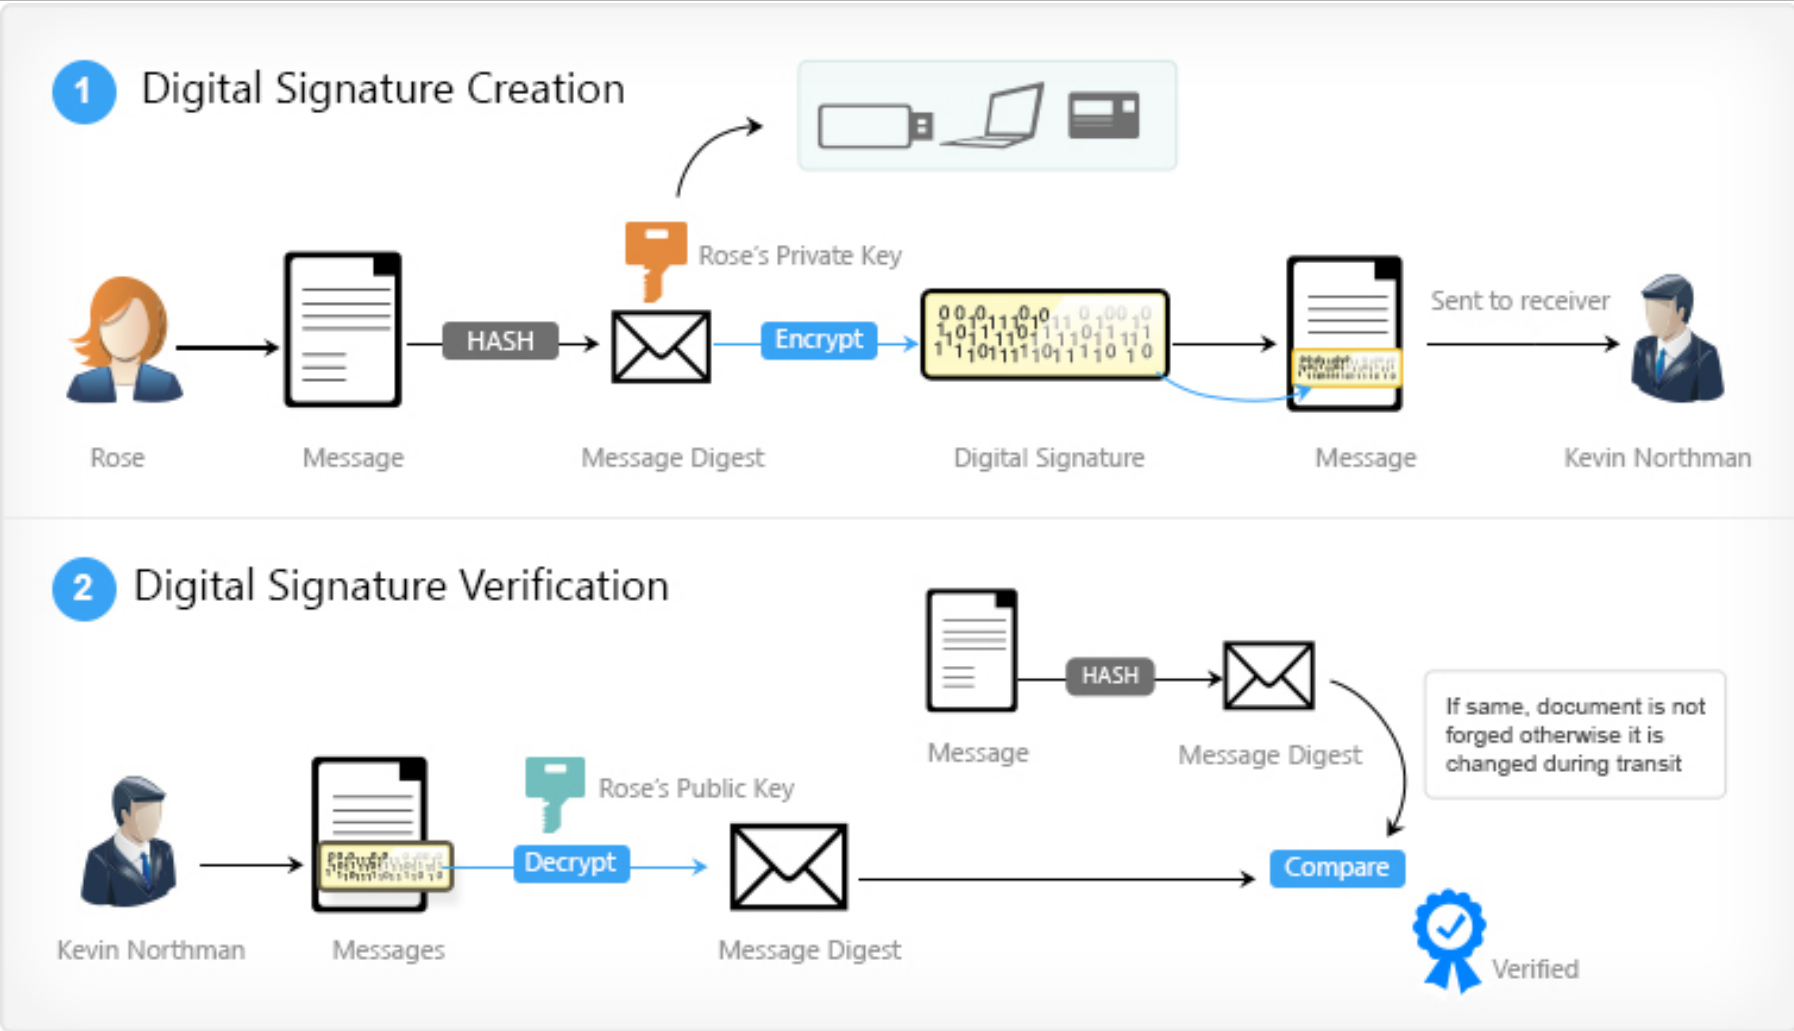 1 Digital Signature Creation
Rose's Private Key
HASH
Encrypt
Sent to receiver
Rose
Message
Message Digest
Digital Signature
Message
Kevin Northman
2 Digital Signature Verification
HASH
Message
Message Digest
If same, document is not
forged otherwise it is
changed during transit
Rose's Public Key
Decrypt
Compare
Kevin Northman
Messages
Message Digest
Verified